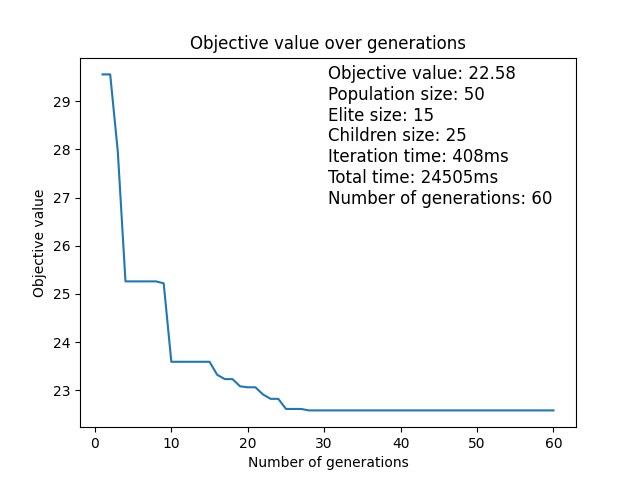 Objective value over generations
Objective value: 22.58
Population size: 50
Elite size: 15
Children size: 25
Iteration time: 408ms
Total time: 24505ms
Number of generations: 60
Objective value
29
28
27
26
25
24
23
0 10 20 30 40 50 60
Number of generations